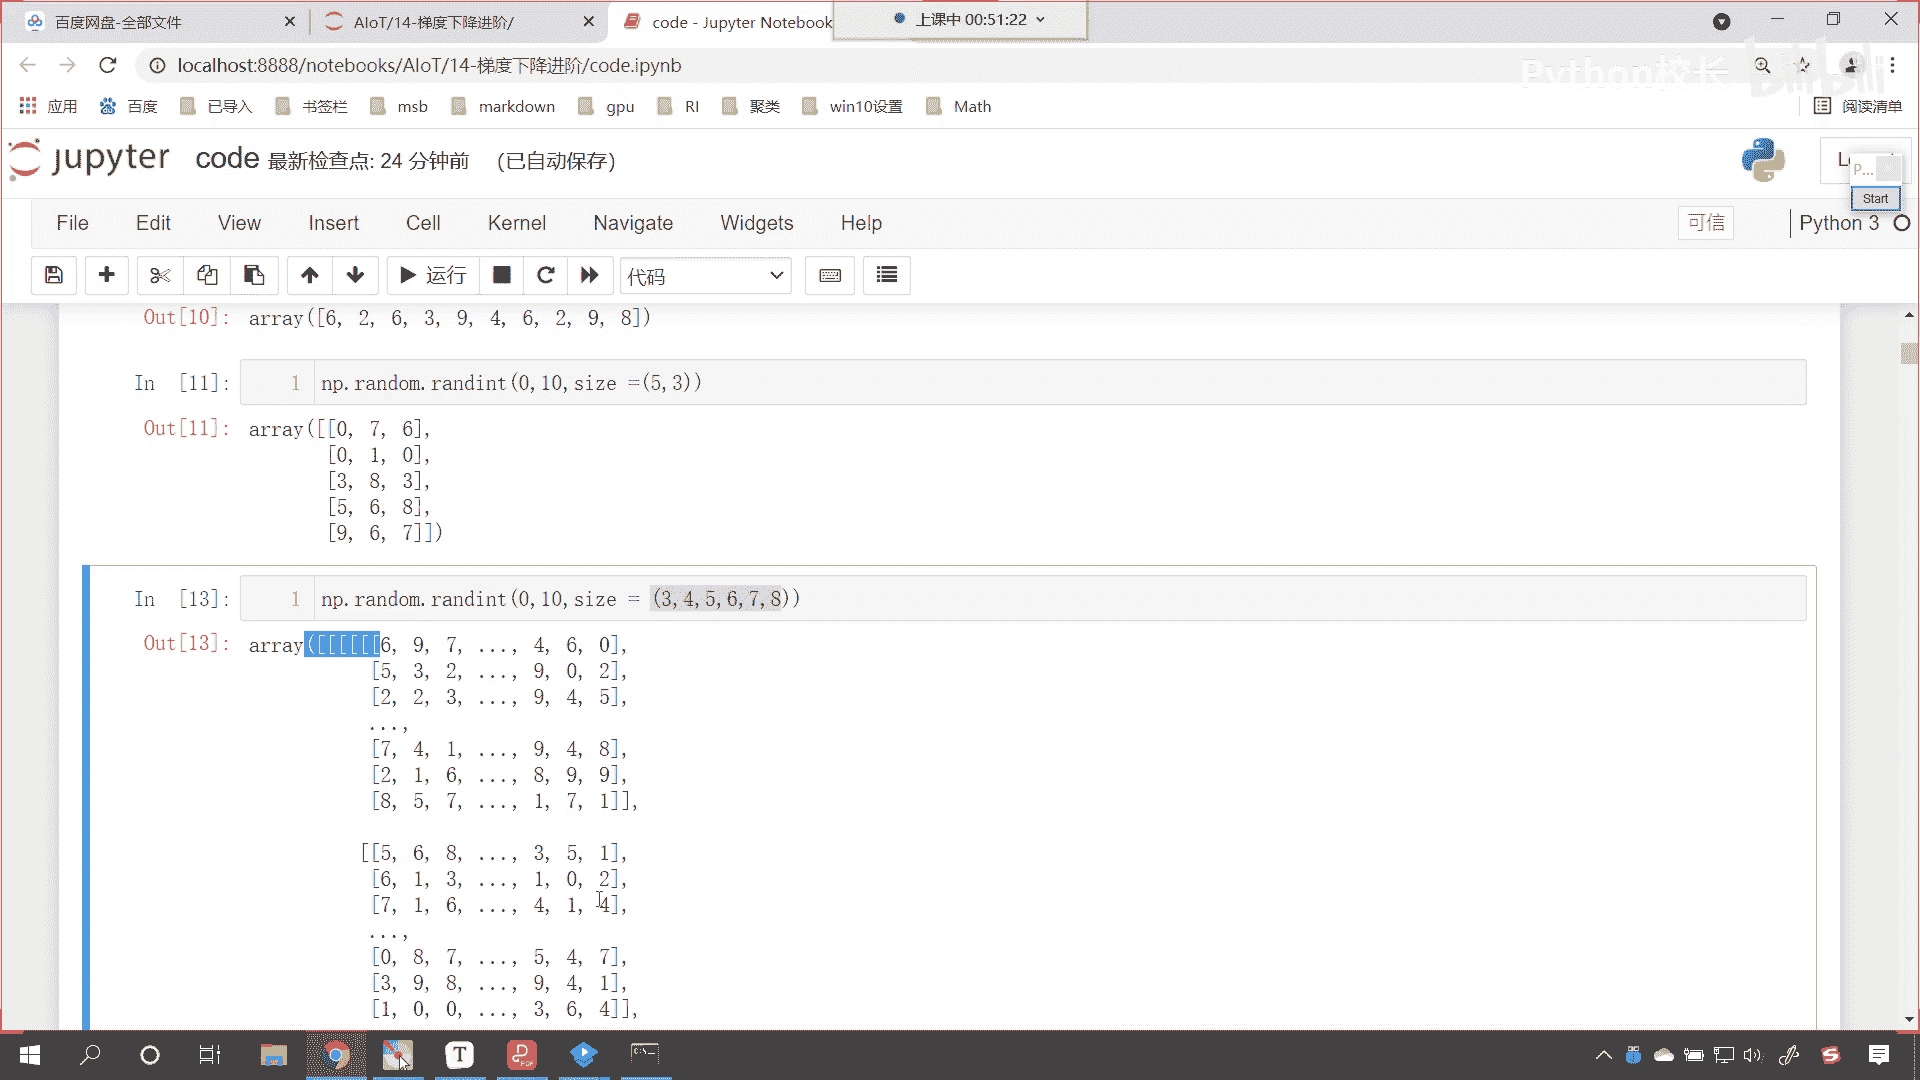 百度网盘-全部文件
AIoT/14-梯度下降进阶/
code - Jupyter Notebook
上课中 00:51:22
localhost:8888/notebooks/AIoT/14-梯度下降进阶/code.ipynb
Python校长
bilibili
应用 百度 已导入 书签栏 msb markdown gpu RI 聚类 win10设置 Math 阅读清单
jupyter code 最新检查点: 24 分钟前 (已自动保存)
P...
Start
File Edit View Insert Cell Kernel Navigate Widgets Help 可信 Python 3
运行 代码
Out[10]: array([6, 2, 6, 3, 9, 4, 6, 2, 9, 8])
In [11]: 1 np.random.randint(0,10,size =(5,3))
Out[11]: array([[0, 7, 6],
[0, 1, 0],
[3, 8, 3],
[5, 6, 8],
[9, 6, 7]])
In [13]: 1 np.random.randint(0,10,size = (3,4,5,6,7,8))
Out[13]: array([[[[[[6, 9, 7, ..., 4, 6, 0],
[5, 3, 2, ..., 9, 0, 2],
[2, 2, 3, ..., 9, 4, 5],
...,
[7, 4, 1, ..., 9, 4, 8],
[2, 1, 6, ..., 8, 9, 9],
[8, 5, 7, ..., 1, 7, 1]],
[[5, 6, 8, ..., 3, 5, 1],
[6, 1, 3, ..., 1, 0, 2],
[7, 1, 6, ..., 4, 1, 4],
...,
[0, 8, 7, ..., 5, 4, 7],
[3, 9, 8, ..., 9, 4, 1],
[1, 0, 0, ..., 3, 6, 4]],